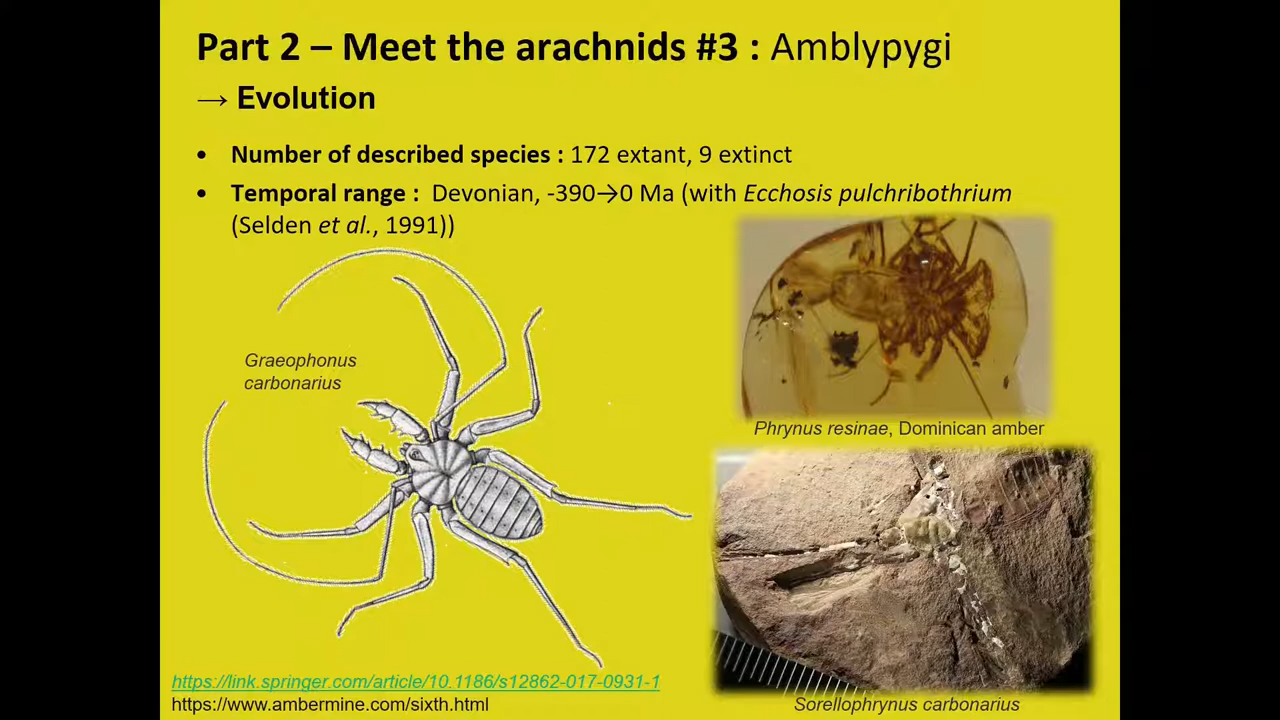 Part 2 – Meet the arachnids #3 : Amblypygi
→ Evolution
• Number of described species : 172 extant, 9 extinct
• Temporal range : Devonian, -390→0 Ma (with Ecchosis pulchribothrium
(Selden et al., 1991))
Graeophonus
carbonarius
Phrynus resinae, Dominican amber
Sorellophrynus carbonarius
https://link.springer.com/article/10.1186/s12862-017-0931-1
https://www.ambermine.com/sixth.html